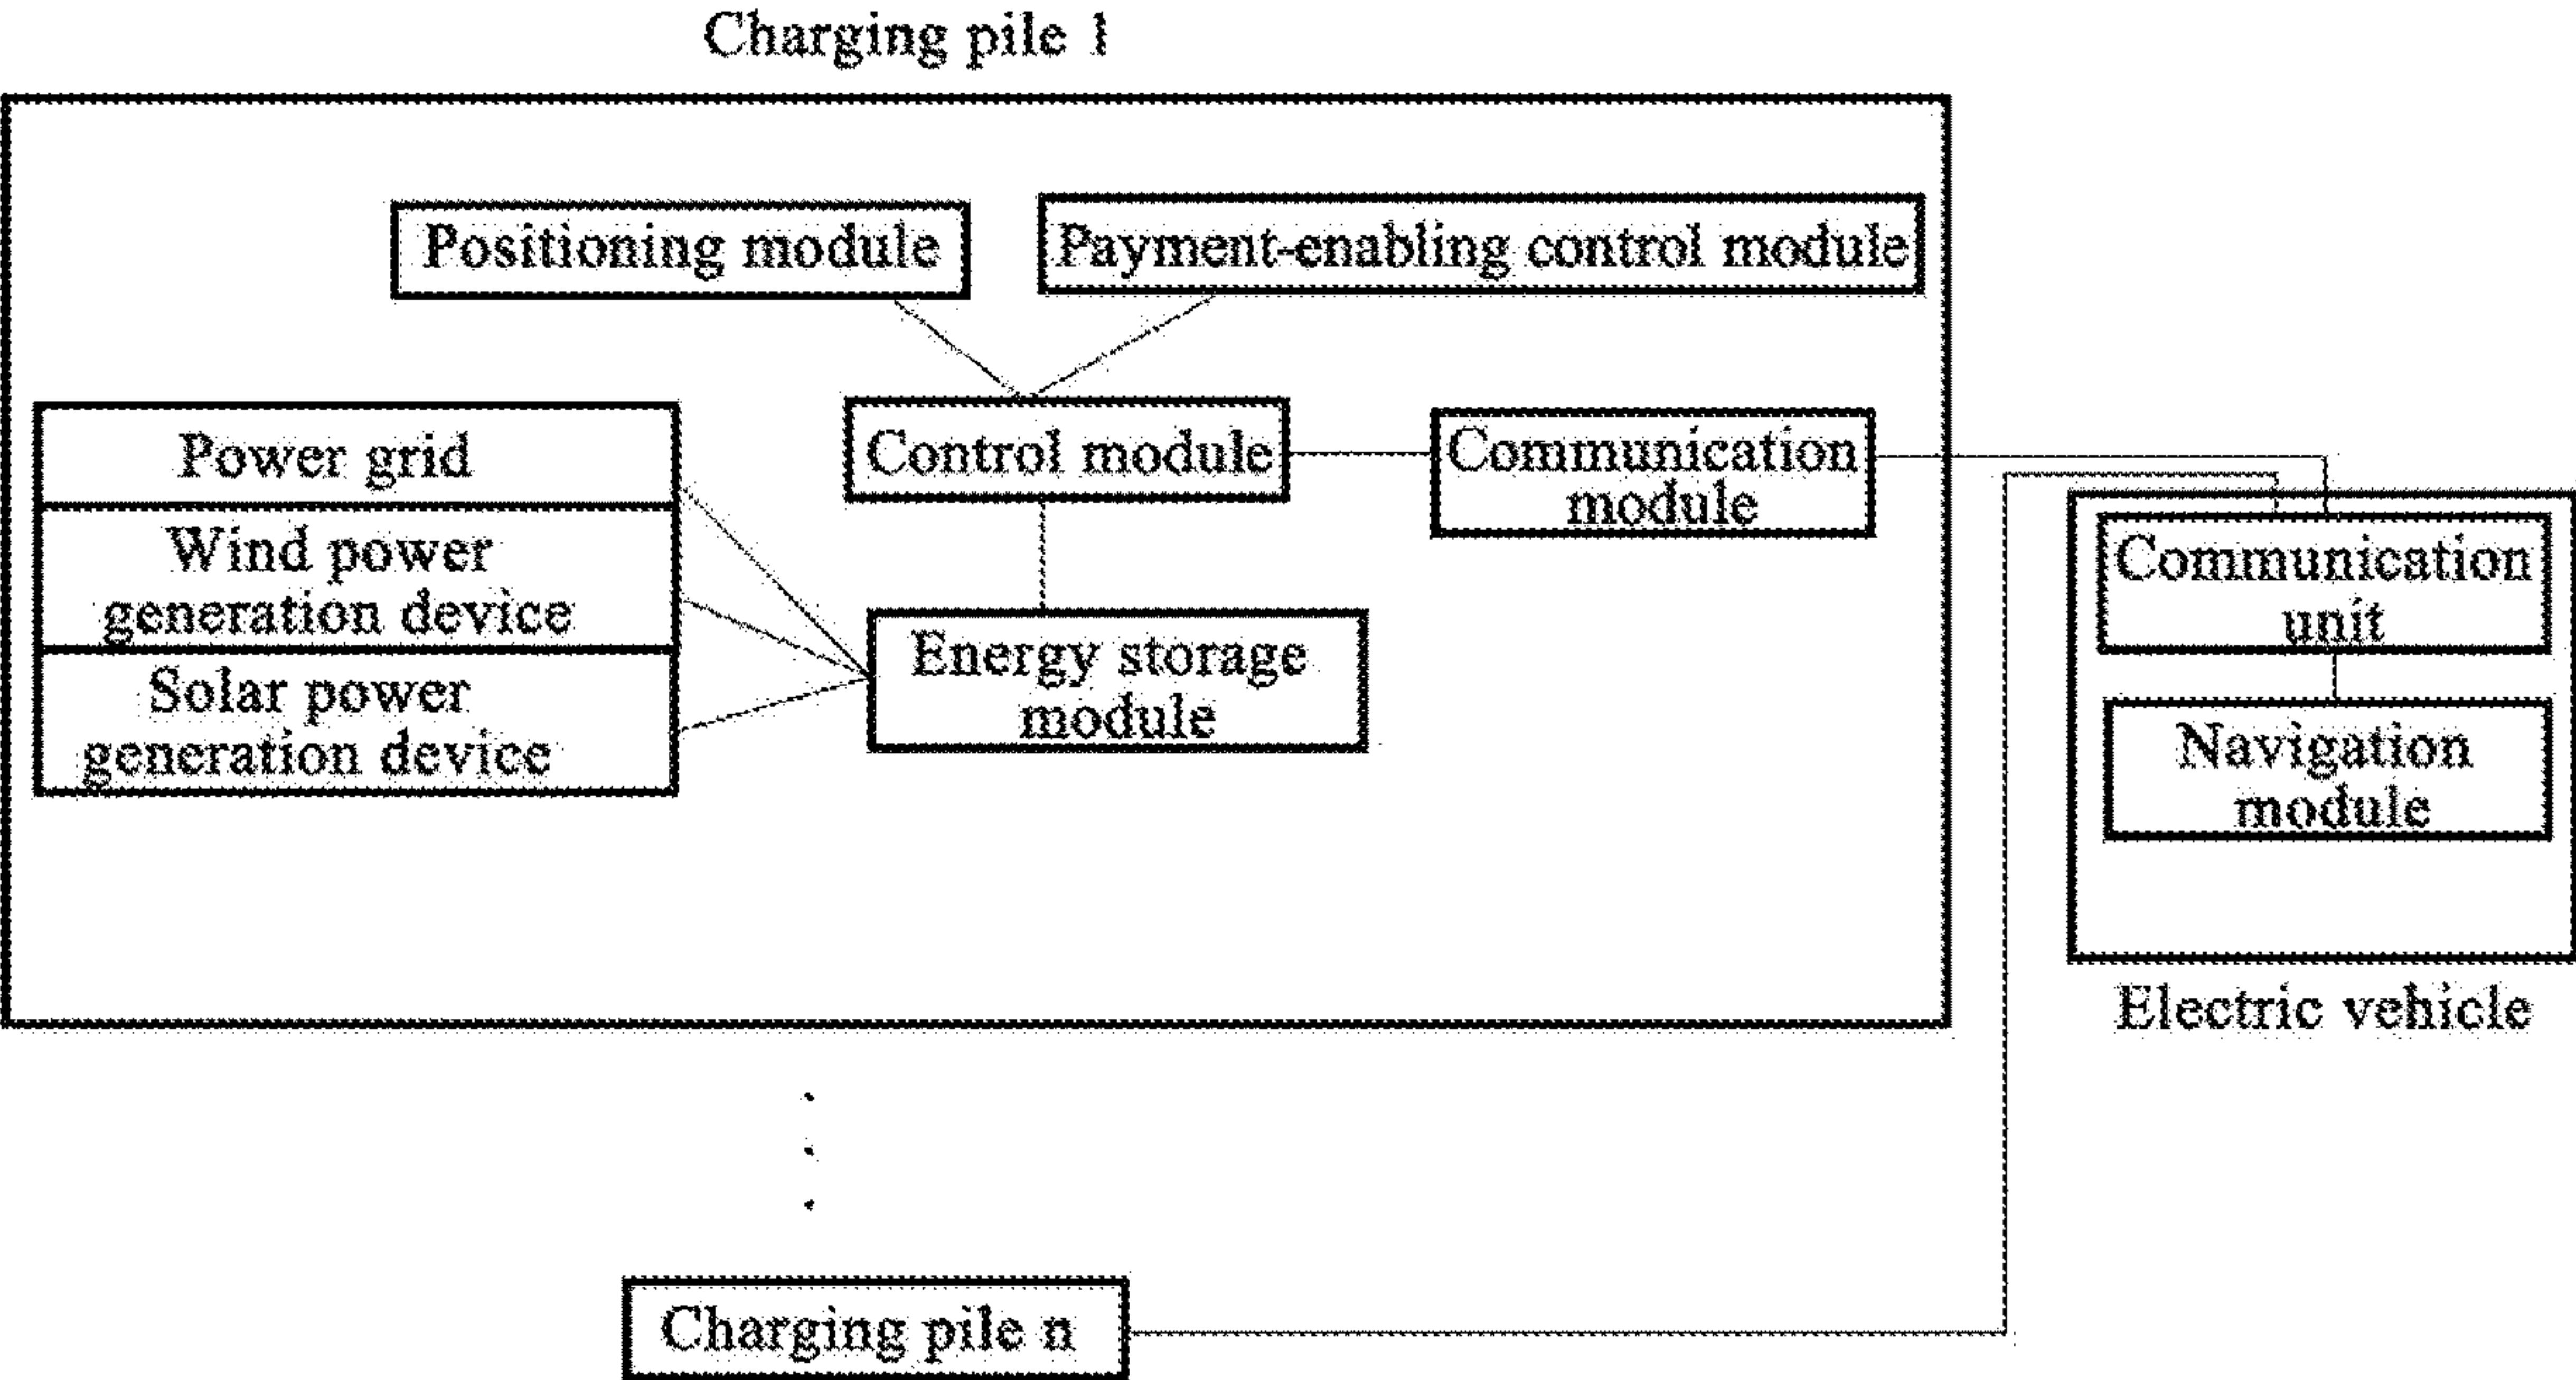 Charging pile 1
Positioning module
Payment-enabling control module
Power grid
Control module
Communication
module
Wind power
generation device
Communication
unit
Energy storage
module
Solar power
generation device
Navigation
module
Electric vehicle
Charging pile n